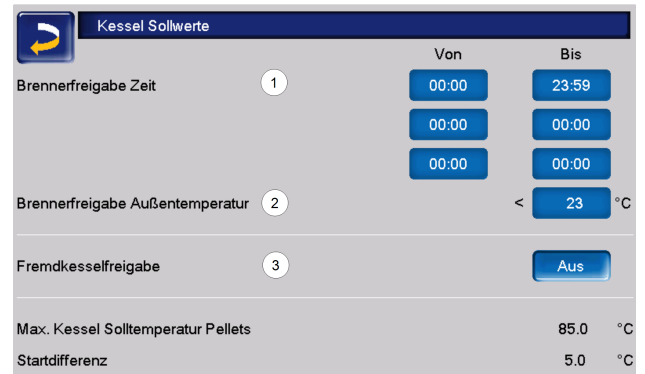 Kessel Sollwerte
Von Bis
Brennerfreigabe Zeit 1 00:00 23:59
00:00 00:00
00:00 00:00
Brennerfreigabe Außentemperatur 2 < 23 °C
Fremdkesselfreigabe 3 Aus
Max. Kessel Solltemperatur Pellets 85.0 °C
Startdifferenz 5.0 °C